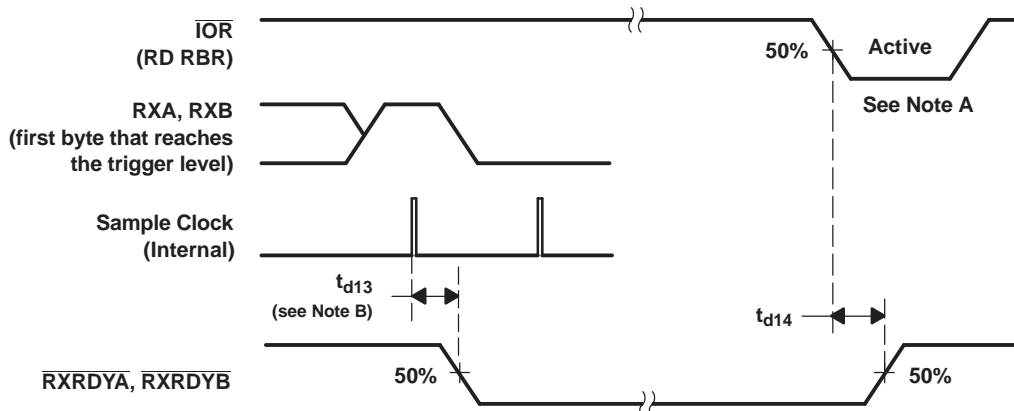 IOR
(RD RBR)
50%
Active
See Note A
RXA, RXB
(first byte that reaches
the trigger level)
Sample Clock
(Internal)
td13
(see Note B)
td14
RXRDYA, RXRDYB
50%
50%